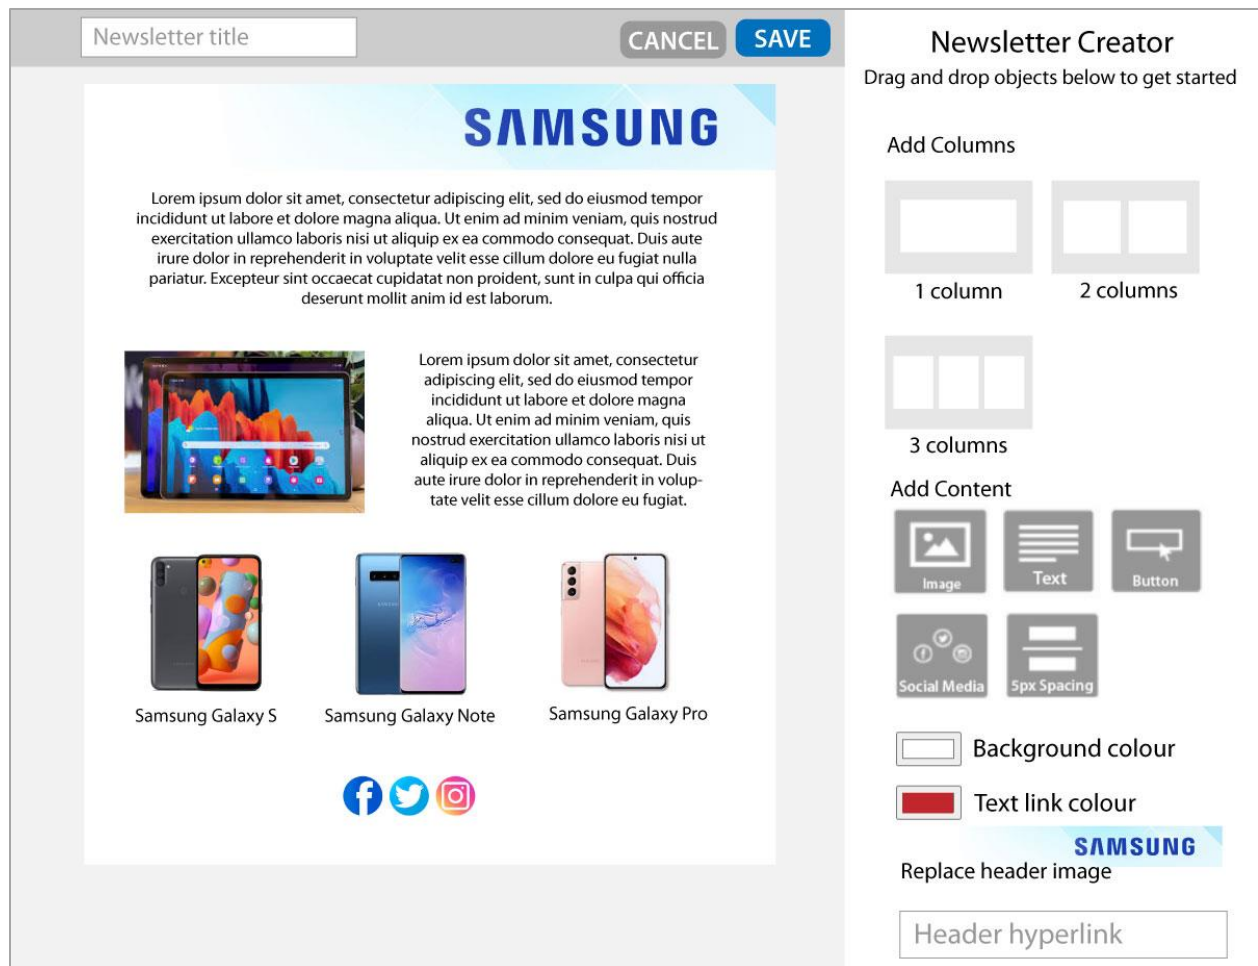 Newsletter title
CANCEL
SAVE
SAMSUNG
Lorem ipsum dolor sit amet, consectetur adipiscing elit, sed do eiusmod tempor
incididunt ut labore et dolore magna aliqua. Ut enim ad minim veniam, quis nostrud
exercitation ullamco laboris nisi ut aliquip ex ea commodo consequat. Duis aute
irure dolor in reprehenderit in voluptate velit esse cillum dolore eu fugiat nulla
pariatur. Excepteur sint occaecat cupidatat non proident, sunt in culpa qui officia
deserunt mollit anim id est laborum.
Lorem ipsum dolor sit amet, consectetur
adipiscing elit, sed do eiusmod tempor
incididunt ut labore et dolore magna
aliqua. Ut enim ad minim veniam, quis
nostrud exercitation ullamco laboris nisi ut
aliquip ex ea commodo consequat. Duis
aute irure dolor in reprehenderit in volup-
tate velit esse cillum dolore eu fugiat.
SAMSUNG
Samsung Galaxy S
Samsung Galaxy Note
Samsung Galaxy Pro
Newsletter Creator
Drag and drop objects below to get started
Add Columns
1 column
2 columns
3 columns
Add Content
Image
Text
Button
Social Media
5px Spacing
Background colour
Text link colour
SAMSUNG
Replace header image
Header hyperlink